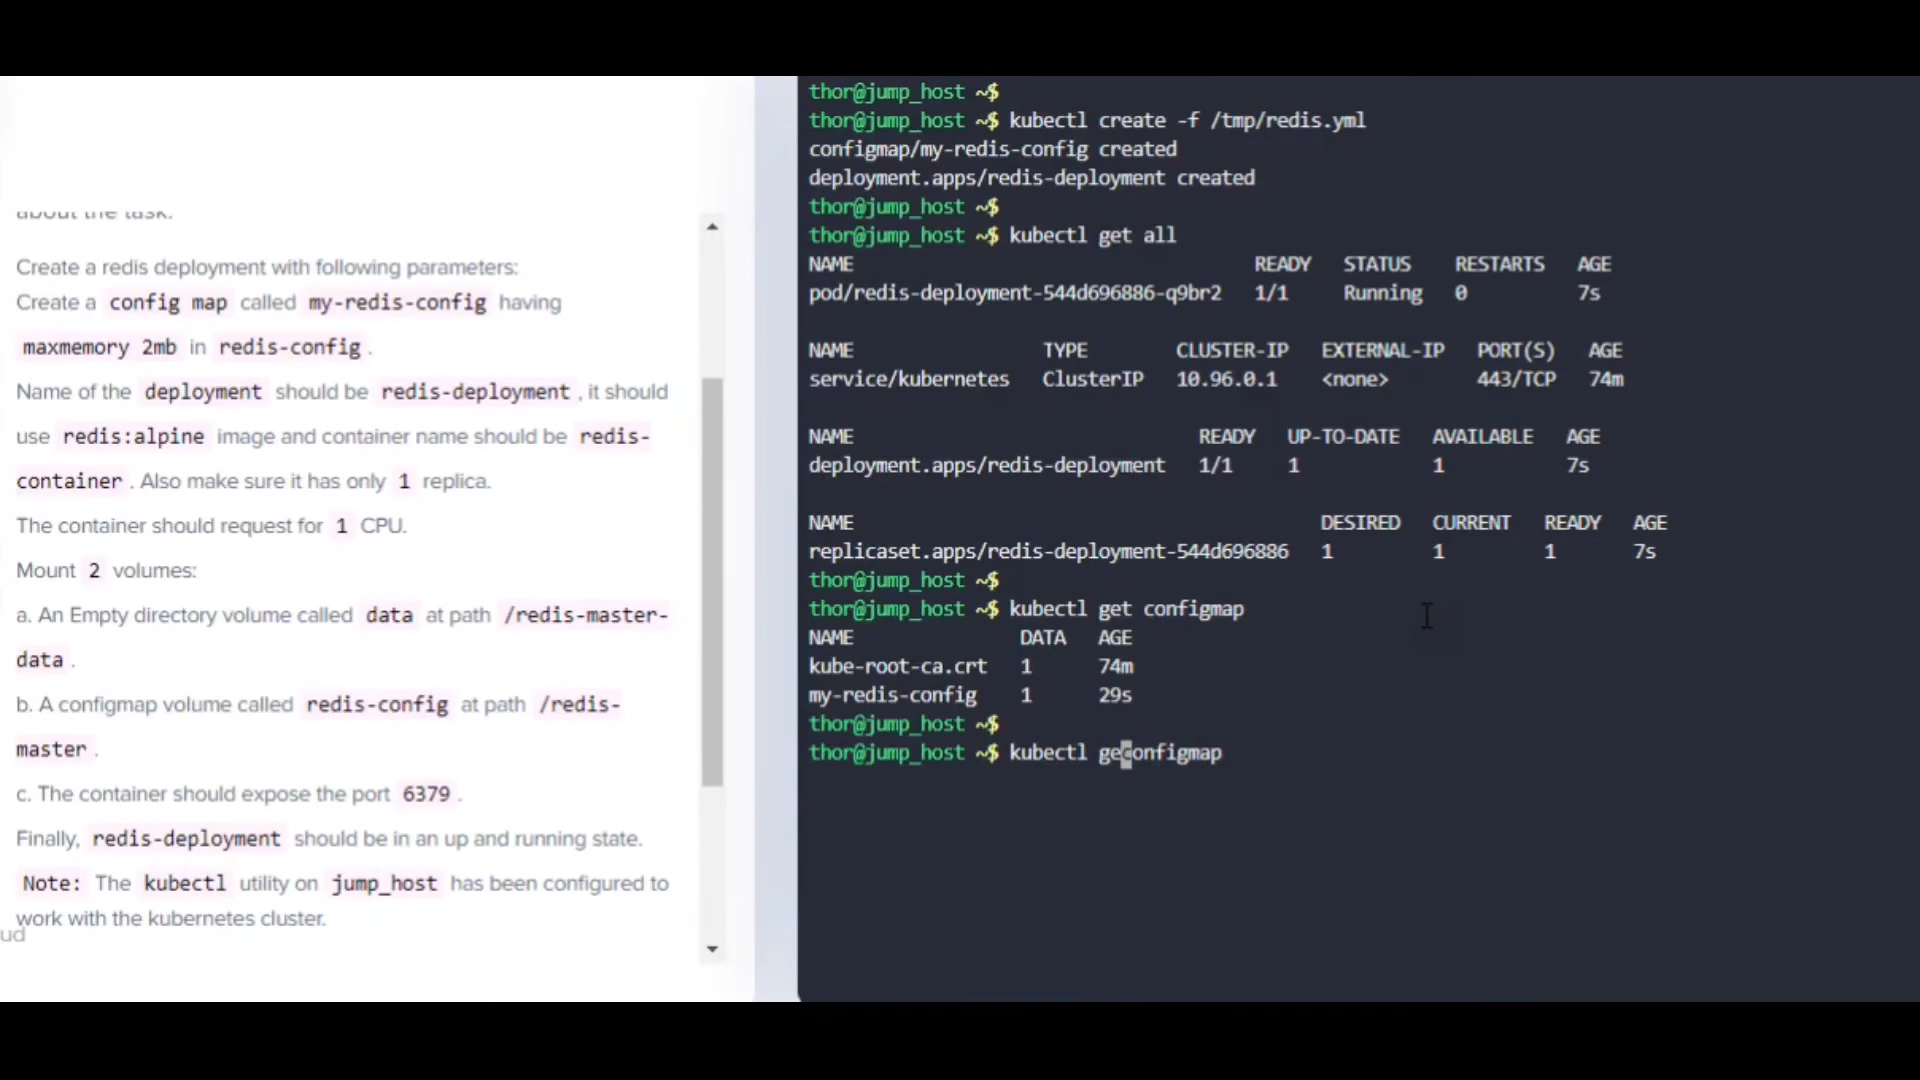 about the task.
Create a redis deployment with following parameters:
Create a config map called my-redis-config having
maxmemory 2mb in redis-config .
Name of the deployment should be redis-deployment , it should
use redis:alpine image and container name should be redis-
container . Also make sure it has only 1 replica.
The container should request for 1 CPU.
Mount 2 volumes:
a. An Empty directory volume called data at path /redis-master-
data .
b. A configmap volume called redis-config at path /redis-
master .
c. The container should expose the port 6379 .
Finally, redis-deployment should be in an up and running state.
Note: The kubectl utility on jump_host has been configured to
work with the kubernetes cluster.
ud
thor@jump_host ~$
thor@jump_host ~$ kubectl create -f /tmp/redis.yml
configmap/my-redis-config created
deployment.apps/redis-deployment created
thor@jump_host ~$
thor@jump_host ~$ kubectl get all
NAME READY STATUS RESTARTS AGE
pod/redis-deployment-544d696886-q9br2 1/1 Running 0 7s
NAME TYPE CLUSTER-IP EXTERNAL-IP PORT(S) AGE
service/kubernetes ClusterIP 10.96.0.1 <none> 443/TCP 74m
NAME READY UP-TO-DATE AVAILABLE AGE
deployment.apps/redis-deployment 1/1 1 1 7s
NAME DESIRED CURRENT READY AGE
replicaset.apps/redis-deployment-544d696886 1 1 1 7s
thor@jump_host ~$
thor@jump_host ~$ kubectl get configmap
NAME DATA AGE
kube-root-ca.crt 1 74m
my-redis-config 1 29s
thor@jump_host ~$
thor@jump_host ~$ kubectl geconfigmap